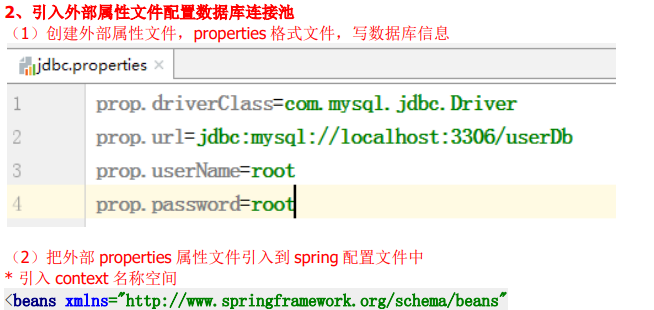 2、引入外部属性文件配置数据库连接池
（1）创建外部属性文件，properties 格式文件，写数据库信息
jdbc.properties ×
1 prop.driverClass=com.mysql.jdbc.Driver
2 prop.url=jdbc:mysql://localhost:3306/userDb
3 prop.userName=root
4 prop.password=root
（2）把外部 properties 属性文件引入到 spring 配置文件中
* 引入 context 名称空间
<beans xmlns="http://www.springframework.org/schema/beans"